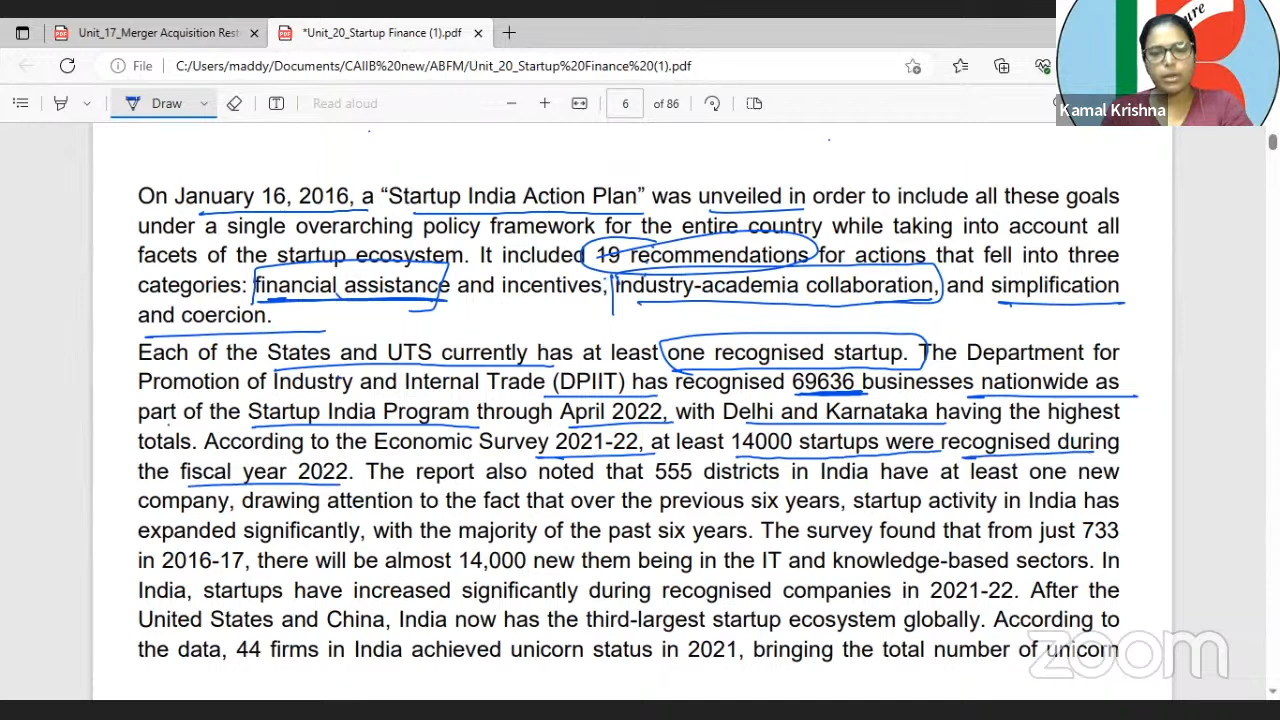 Unit_17_Merger Acquisition Rest
*Unit_20_Startup Finance (1).pdf
File C:/Users/maddy/Documents/CAIIB%20new/ABFM/Unit_20_Startup%20Finance%20(1).pdf
Draw Read aloud 6 of 86
Kamal Krishna
On January 16, 2016, a “Startup India Action Plan” was unveiled in order to include all these goals
under a single overarching policy framework for the entire country while taking into account all
facets of the startup ecosystem. It included 19 recommendations for actions that fell into three
categories: financial assistance and incentives, industry-academia collaboration, and simplification
and coercion.
Each of the States and UTS currently has at least one recognised startup. The Department for
Promotion of Industry and Internal Trade (DPIIT) has recognised 69636 businesses nationwide as
part of the Startup India Program through April 2022, with Delhi and Karnataka having the highest
totals. According to the Economic Survey 2021-22, at least 14000 startups were recognised during
the fiscal year 2022. The report also noted that 555 districts in India have at least one new
company, drawing attention to the fact that over the previous six years, startup activity in India has
expanded significantly, with the majority of the past six years. The survey found that from just 733
in 2016-17, there will be almost 14,000 new them being in the IT and knowledge-based sectors. In
India, startups have increased significantly during recognised companies in 2021-22. After the
United States and China, India now has the third-largest startup ecosystem globally. According to
the data, 44 firms in India achieved unicorn status in 2021, bringing the total number of unicorn
zoom